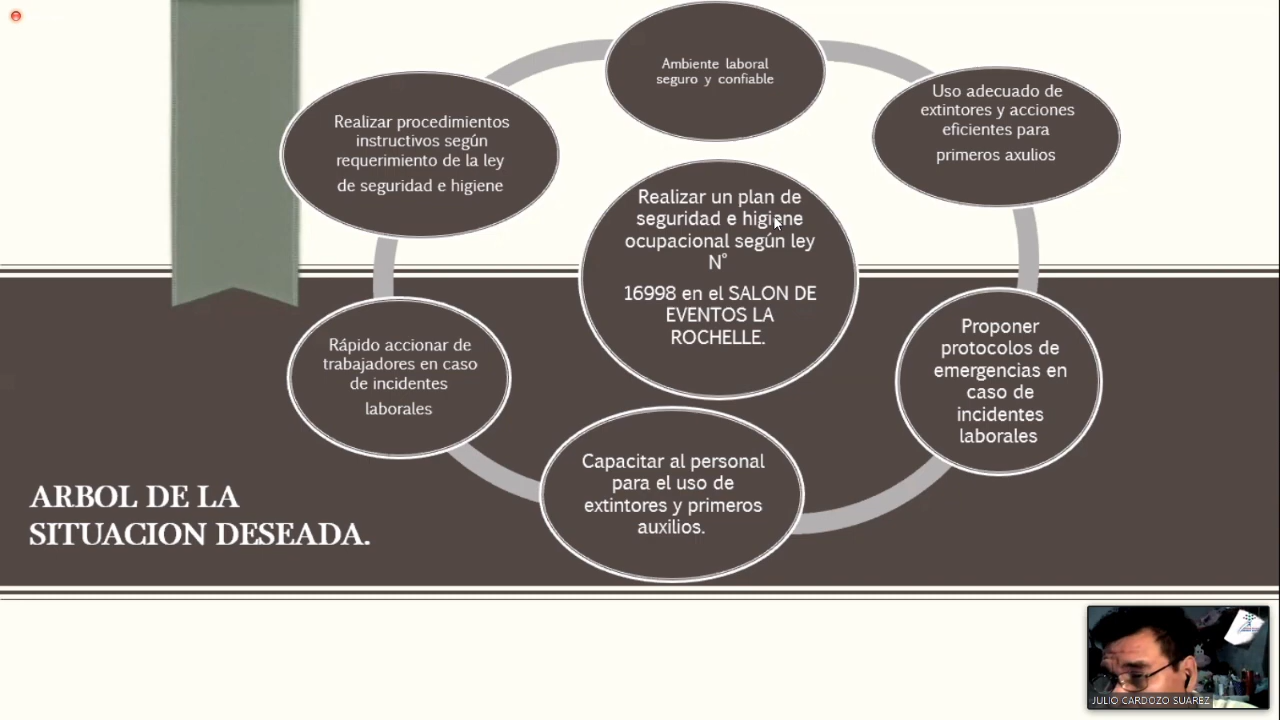 Ambiente laboral
seguro y confiable
Uso adecuado de
extintores y acciones
eficientes para
primeros axulios
Realizar procedimientos
instructivos según
requerimiento de la ley
de seguridad e higiene
Realizar un plan de
seguridad e higiene
ocupacional según ley
N°
16998 en el SALON DE
EVENTOS LA
ROCHELLE.
Rápido accionar de
trabajadores en caso
de incidentes
laborales
Proponer
protocolos de
emergencias en
caso de
incidentes
laborales
Capacitar al personal
para el uso de
extintores y primeros
auxilios.
ARBOL DE LA
SITUACION DESEADA.
JULIO CARDOZO SUAREZ